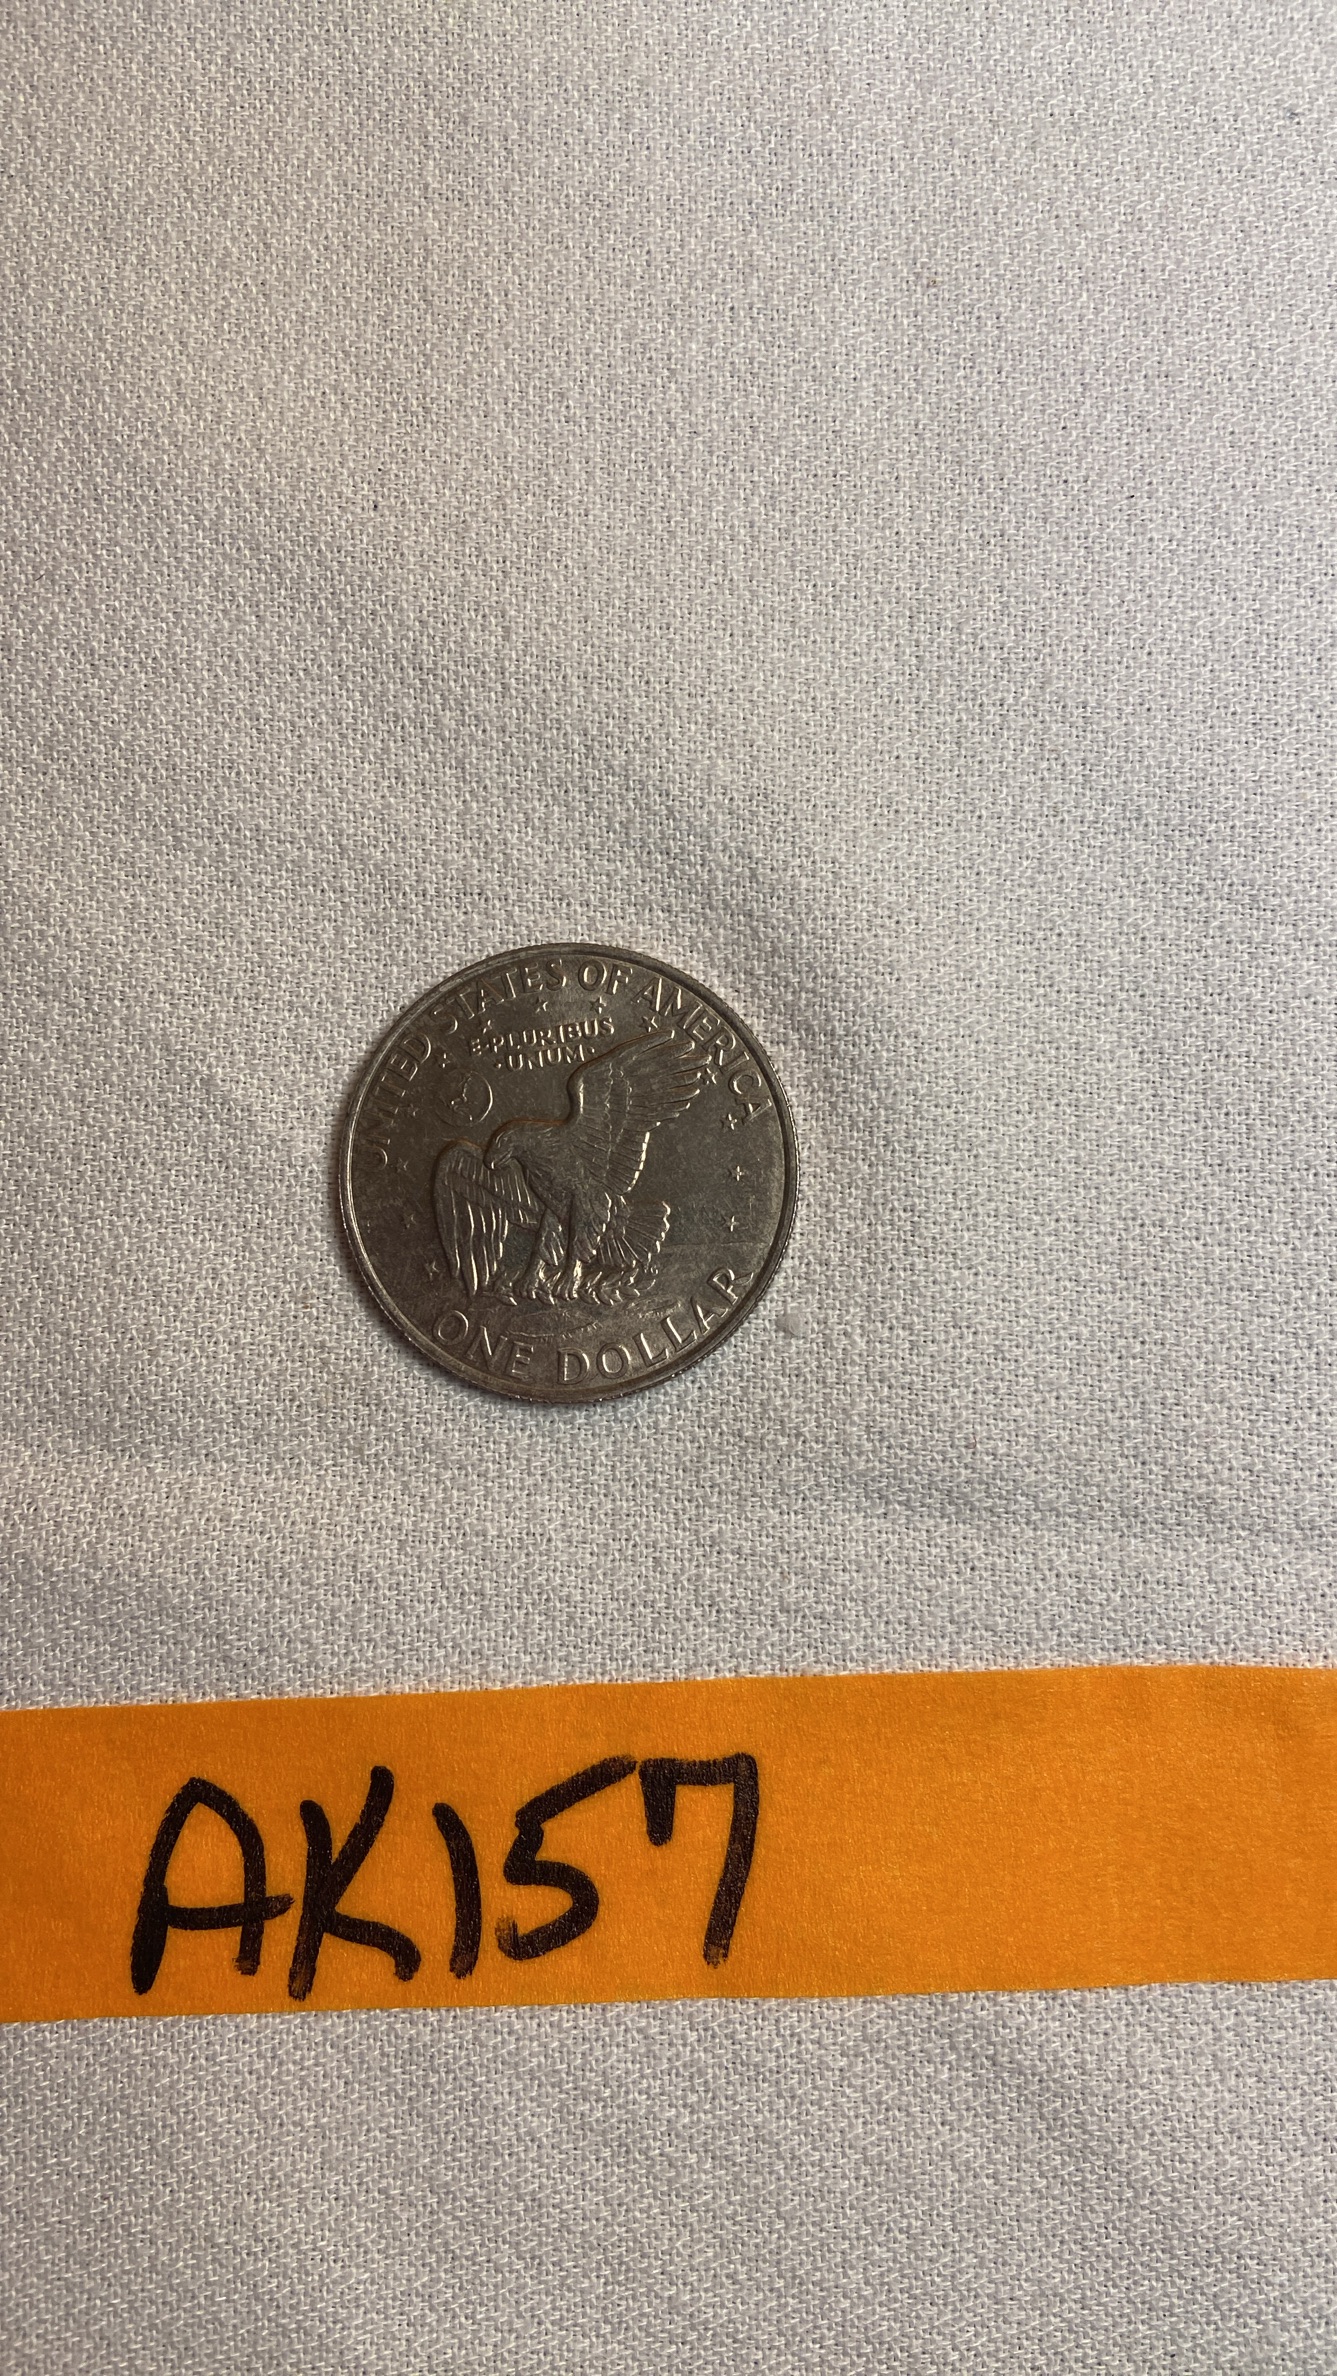 UNITED STATES OF AMERICA
E·PLURIBUS
·UNUM·
ONE DOLLAR
AK157